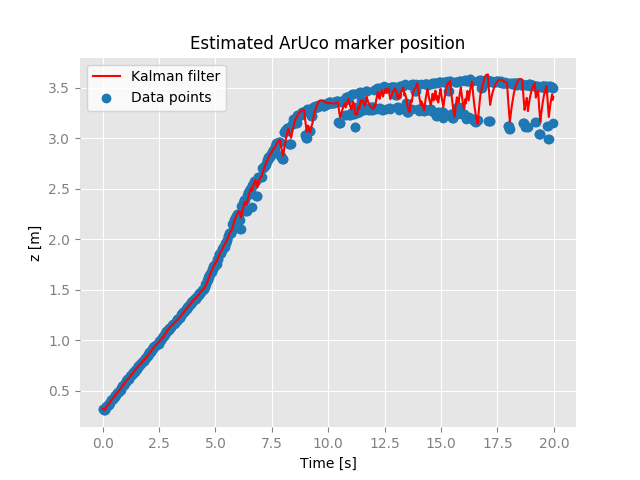 Estimated ArUco marker position
Kalman filter
Data points
z [m]
3.5
3.0
2.5
2.0
1.5
1.0
0.5
0.0 2.5 5.0 7.5 10.0 12.5 15.0 17.5 20.0
Time [s]